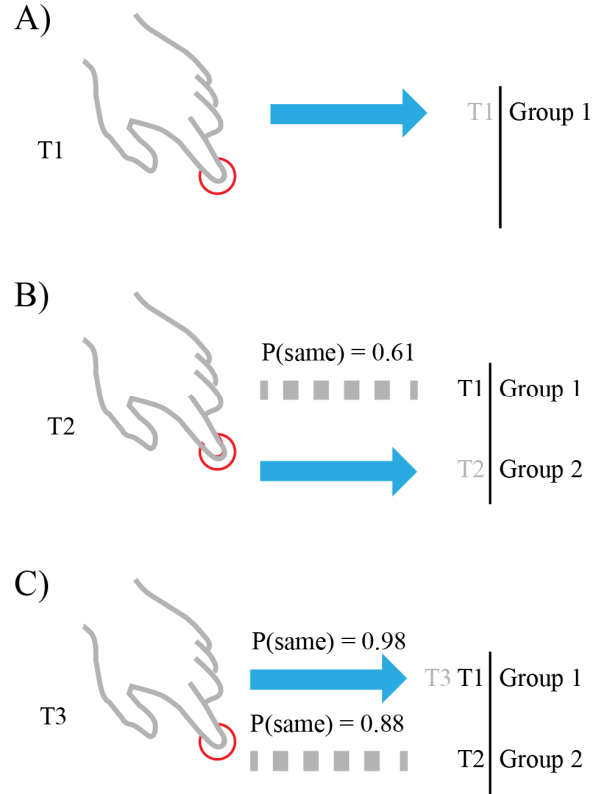 A)
T1
T1 Group 1
B)
P(same) = 0.61
T1 Group 1
T2
T2 Group 2
C)
P(same) = 0.98
T3 T1 Group 1
T3
P(same) = 0.88
T2 Group 2